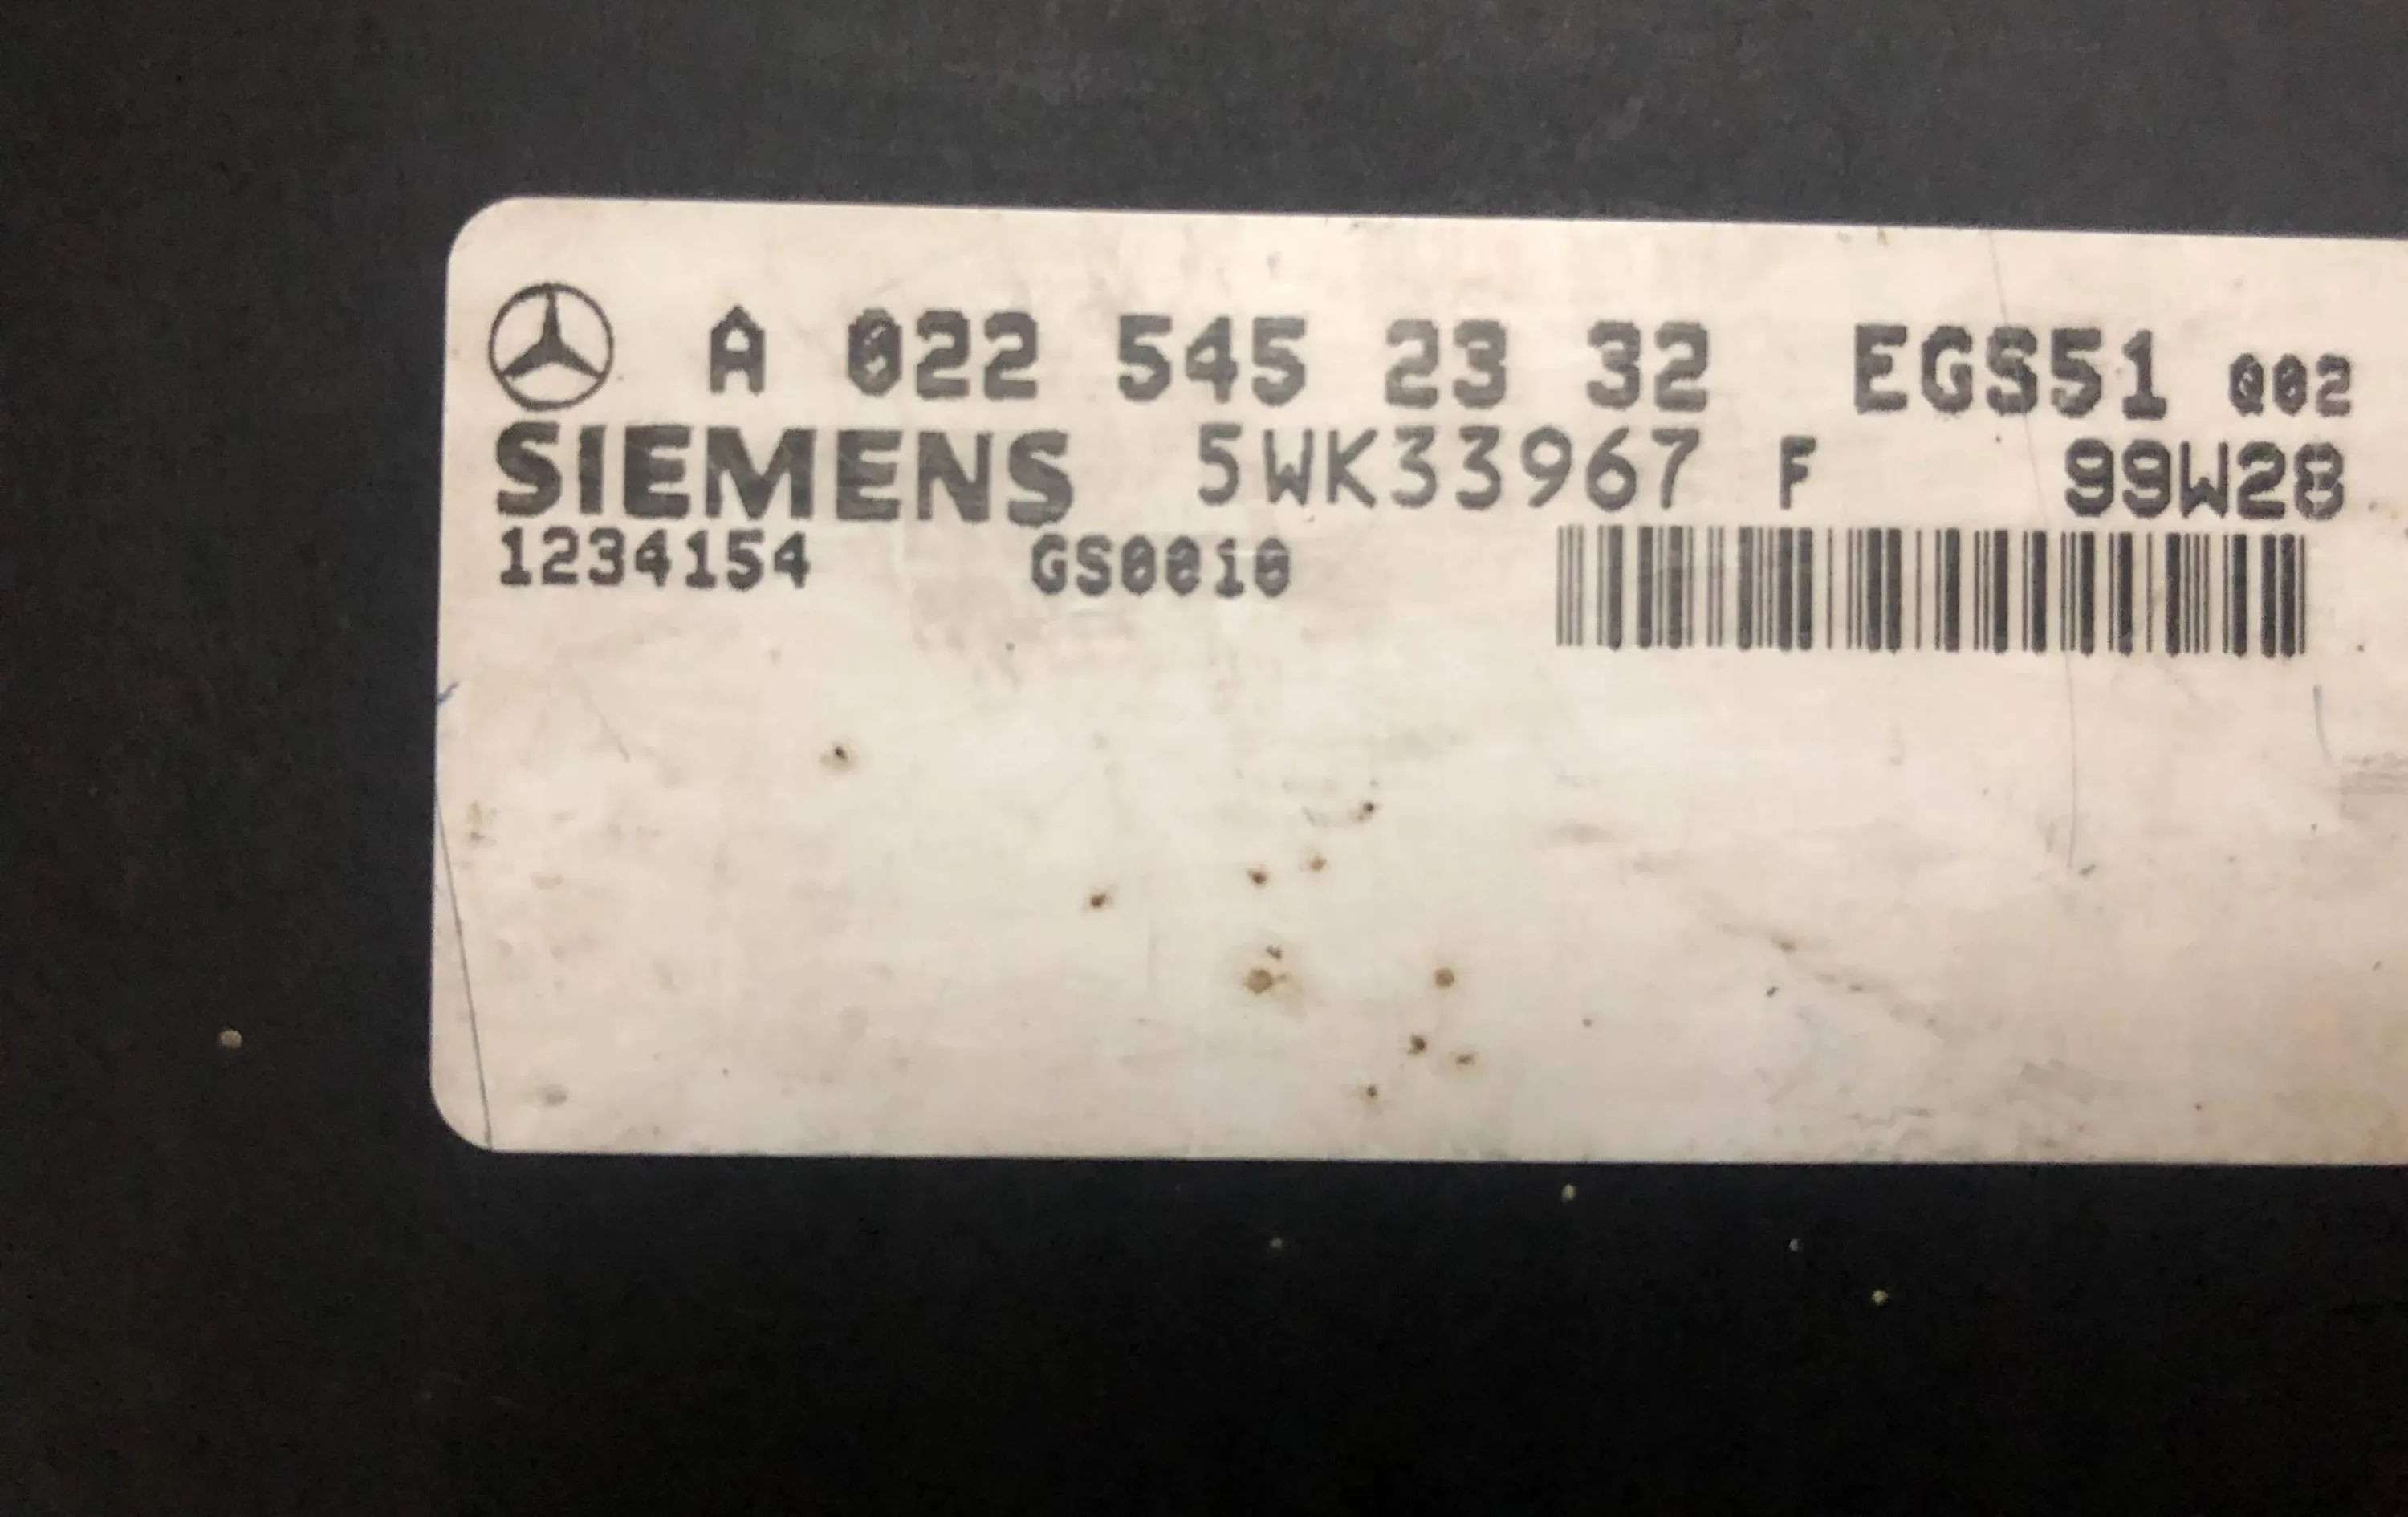 A 022 545 23 32 EGS51 Q02
SIEMENS 5WK33967 F 99W28
1234154 GS0010